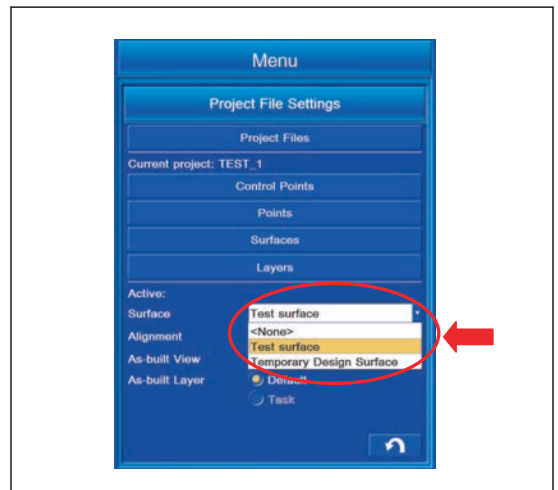 Menu
Project File Settings
Project Files
Current project: TEST_1
Control Points
Points
Surfaces
Layers
Active:
Surface
Test surface
Alignment
<None>
Test surface
As-built View
Temporary Design Surface
As-built Layer
Default
Task